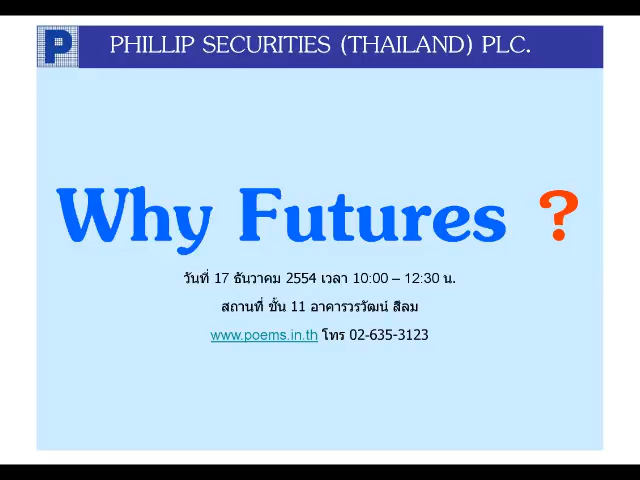 P
PHILLIP SECURITIES (THAILAND) PLC.
Why Futures ?
วันที่ 17 ธันวาคม 2554 เวลา 10:00 – 12:30 น.
สถานที่ ชั้น 11 อาคารวรวัฒน์ สีลม
www.poems.in.th โทร 02-635-3123